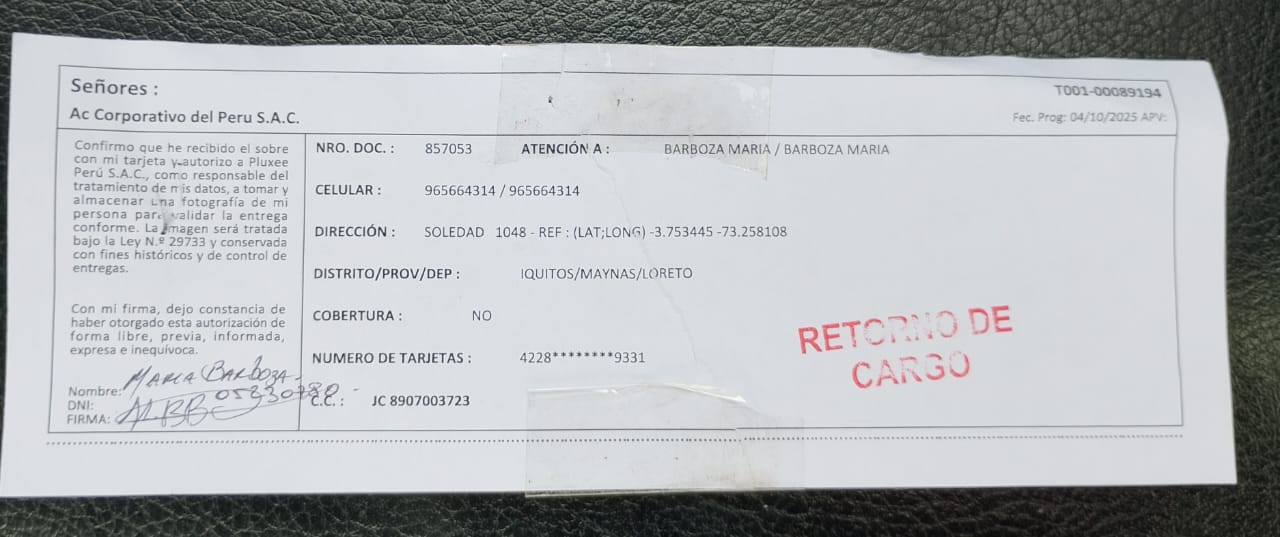 Señores :
T001-00089194
Ac Corporativo del Peru S.A.C.
Fec. Prog: 04/10/2025 APV:
Confirmo que he recibido el sobre
con mi tarjeta y autorizo a Pluxee
Perú S.A.C., como responsable del
tratamiento de mis datos, a tomar y
almacenar una fotografía de mi
persona para validar la entrega
conforme. La imagen será tratada
bajo la Ley N.º 29733 y conservada
con fines históricos y de control de
entregas.
Con mi firma, dejo constancia de
haber otorgado esta autorización de
forma libre, previa, informada,
expresa e inequívoca.
Nombre: MARIA BARBOZA
DNI:
FIRMA:
NRO. DOC. : 857053 ATENCIÓN A : BARBOZA MARIA / BARBOZA MARIA
CELULAR : 965664314 / 965664314
DIRECCIÓN : SOLEDAD 1048 - REF : (LAT;LONG) -3.753445 -73.258108
DISTRITO/PROV/DEP : IQUITOS/MAYNAS/LORETO
COBERTURA : NO
NUMERO DE TARJETAS : 4228********9331
C.C. : JC 8907003723
RETORNO DE
CARGO